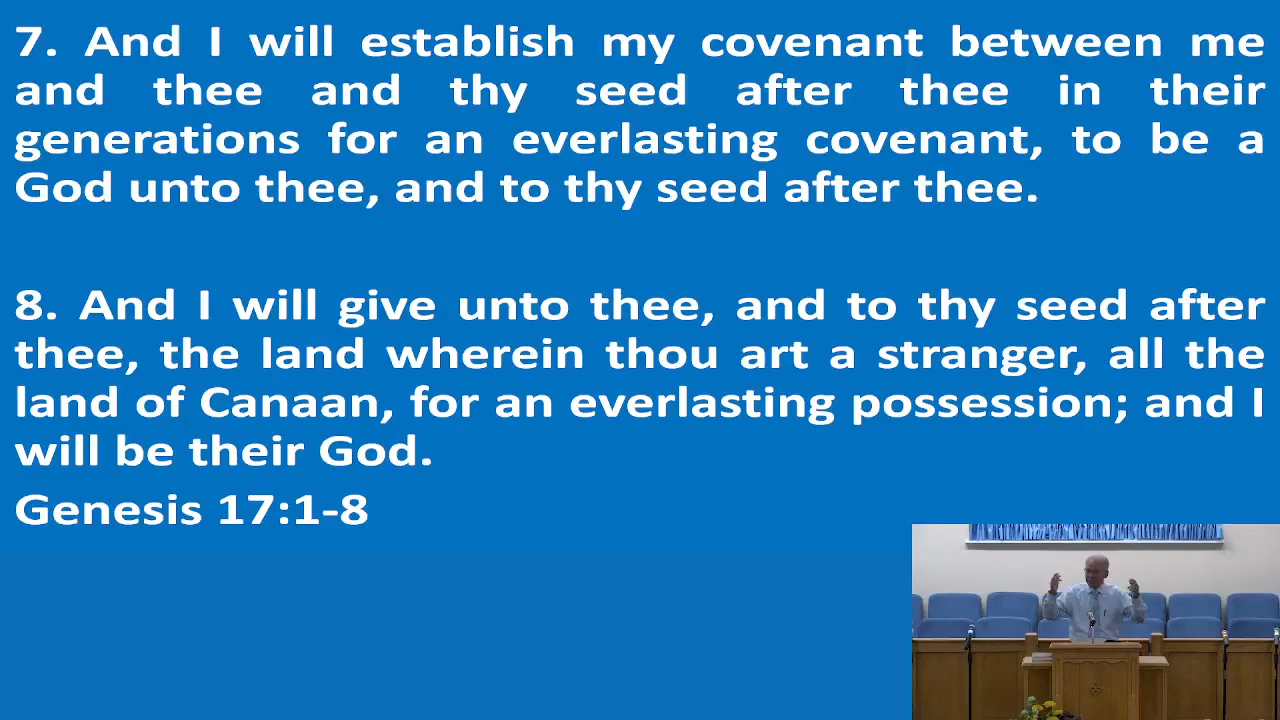 7. And I will establish my covenant between me
and thee and thy seed after thee in their
generations for an everlasting covenant, to be a
God unto thee, and to thy seed after thee.
8. And I will give unto thee, and to thy seed after
thee, the land wherein thou art a stranger, all the
land of Canaan, for an everlasting possession; and I
will be their God.
Genesis 17:1-8